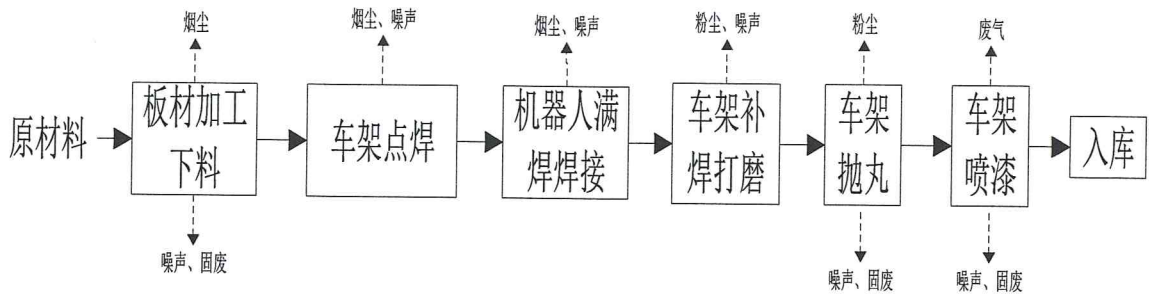 烟尘
烟尘、噪声
烟尘、噪声
粉尘、噪声
粉尘
废气
原材料
板材加工
下料
车架点焊
机器人满
焊焊接
车架补
焊打磨
车架
抛丸
车架
喷漆
入库
噪声、固废
噪声、固废
噪声、固废